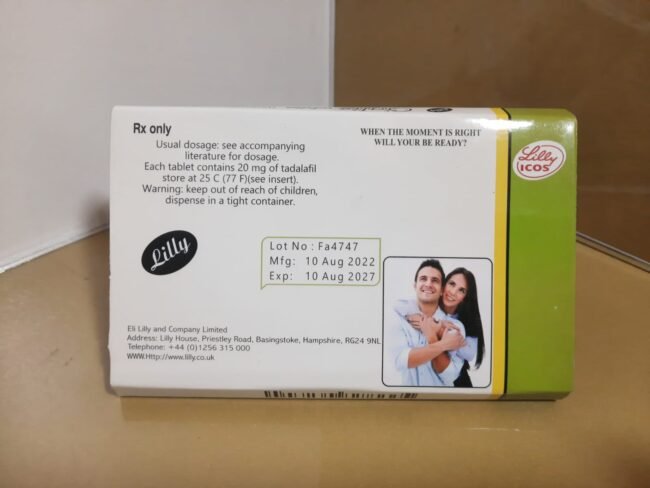 Rx only
Usual dosage: see accompanying
literature for dosage.
Each tablet contains 20 mg of tadalafil
store at 25 C (77 F)(see insert).
Warning: keep out of reach of children,
dispense in a tight container.
WHEN THE MOMENT IS RIGHT
WILL YOUR BE READY?
Lilly
ICOS
Lilly
Lot No : Fa4747
Mfg: 10 Aug 2022
Exp: 10 Aug 2027
Eli Lilly and Company Limited
Address: Lilly House, Priestley Road, Basingstoke, Hampshire, RG24 9NL
Telephone: +44 (0)1256 315 000
WWW.Http://www.lilly.co.uk